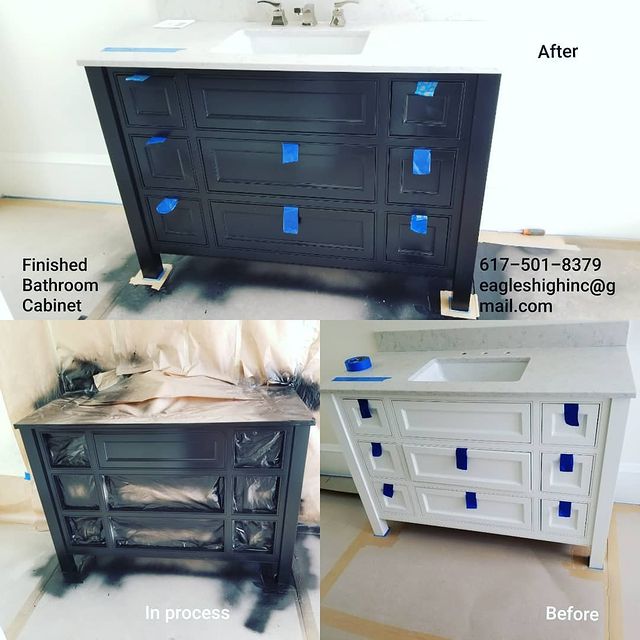 After
Finished
Bathroom
Cabinet
617-501-8379
eagleshighinc@g
mail.com
In process
Before